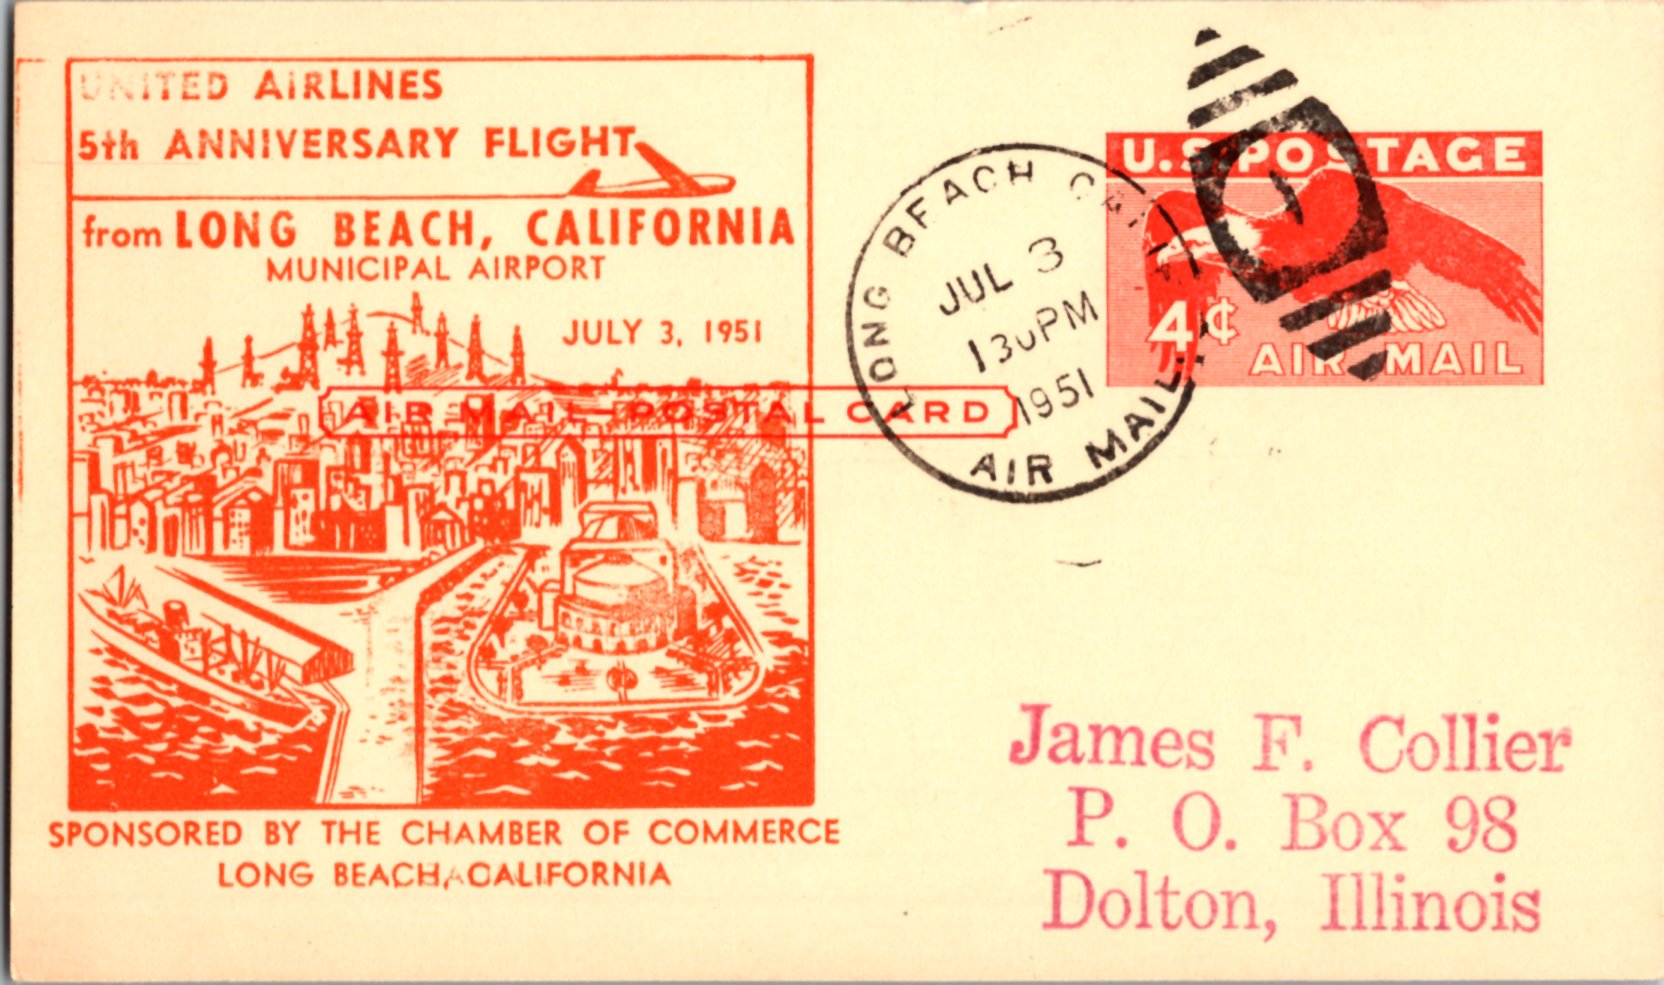 UNITED AIRLINES
5th ANNIVERSARY FLIGHT
from LONG BEACH, CALIFORNIA
MUNICIPAL AIRPORT
JULY 3, 1951
AIR MAIL—POSTAL CARD
SPONSORED BY THE CHAMBER OF COMMERCE
LONG BEACH, CALIFORNIA
LONG BEACH CALIF.
JUL 3
130PM
1951
AIR MAIL
U.S. POSTAGE
4¢
AIR MAIL
James F. Collier
P. O. Box 98
Dolton, Illinois